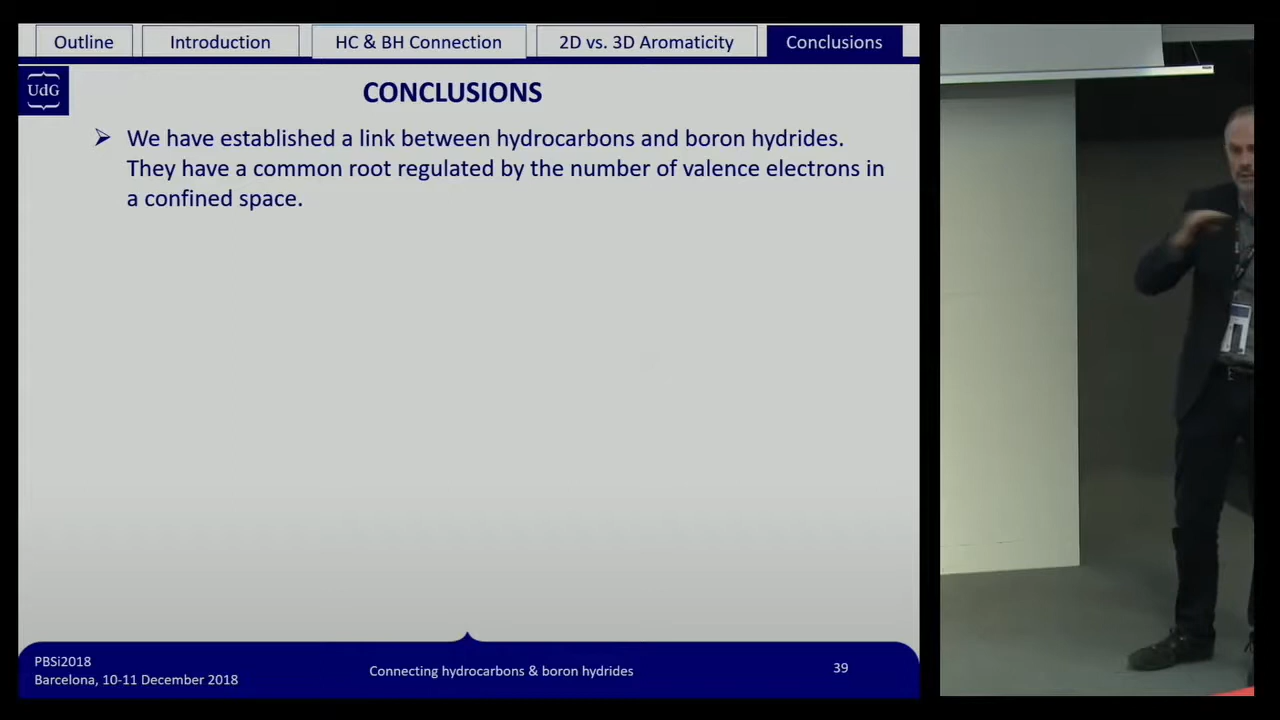 Outline
Introduction
HC & BH Connection
2D vs. 3D Aromaticity
Conclusions
UdG
CONCLUSIONS
➢ We have established a link between hydrocarbons and boron hydrides.
They have a common root regulated by the number of valence electrons in
a confined space.
PBSi2018
Barcelona, 10-11 December 2018
Connecting hydrocarbons & boron hydrides
39